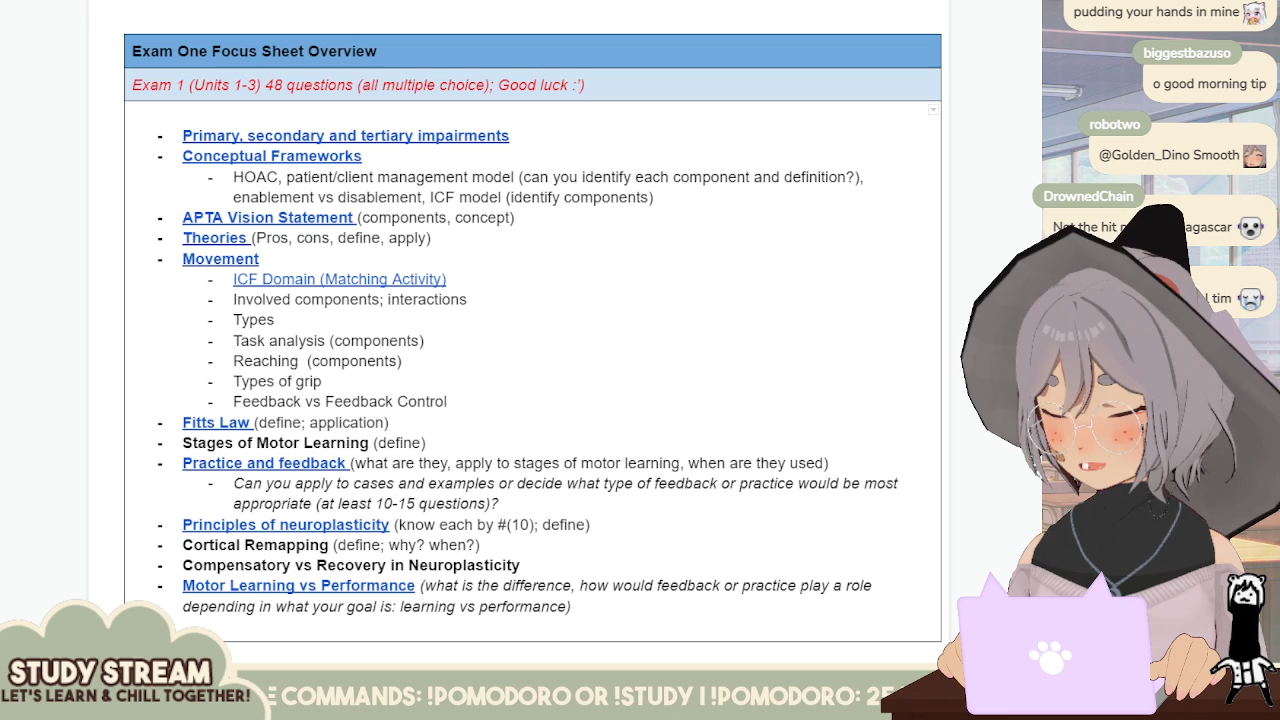 Exam One Focus Sheet Overview
Exam 1 (Units 1-3) 48 questions (all multiple choice); Good luck :')
- Primary, secondary and tertiary impairments
- Conceptual Frameworks
- HOAC, patient/client management model (can you identify each component and definition?),
enablement vs disablement, ICF model (identify components)
- APTA Vision Statement (components, concept)
- Theories (Pros, cons, define, apply)
- Movement
- ICF Domain (Matching Activity)
- Involved components; interactions
- Types
- Task analysis (components)
- Reaching (components)
- Types of grip
- Feedback vs Feedback Control
- Fitts Law (define; application)
- Stages of Motor Learning (define)
- Practice and feedback (what are they, apply to stages of motor learning, when are they used)
- Can you apply to cases and examples or decide what type of feedback or practice would be most
appropriate (at least 10-15 questions)?
- Principles of neuroplasticity (know each by #(10); define)
- Cortical Remapping (define; why? when?)
- Compensatory vs Recovery in Neuroplasticity
- Motor Learning vs Performance (what is the difference, how would feedback or practice play a role
depending in what your goal is: learning vs performance)
pudding your hands in mine
biggestbazuso
o good morning tip
robotwo
@Golden_Dino Smooth
DrownedChain
the hit
tim
STUDY STREAM
LET'S LEARN & CHILL TOGETHER!
COMMANDS: !POMODORO OR !STUDY | !POMODORO: